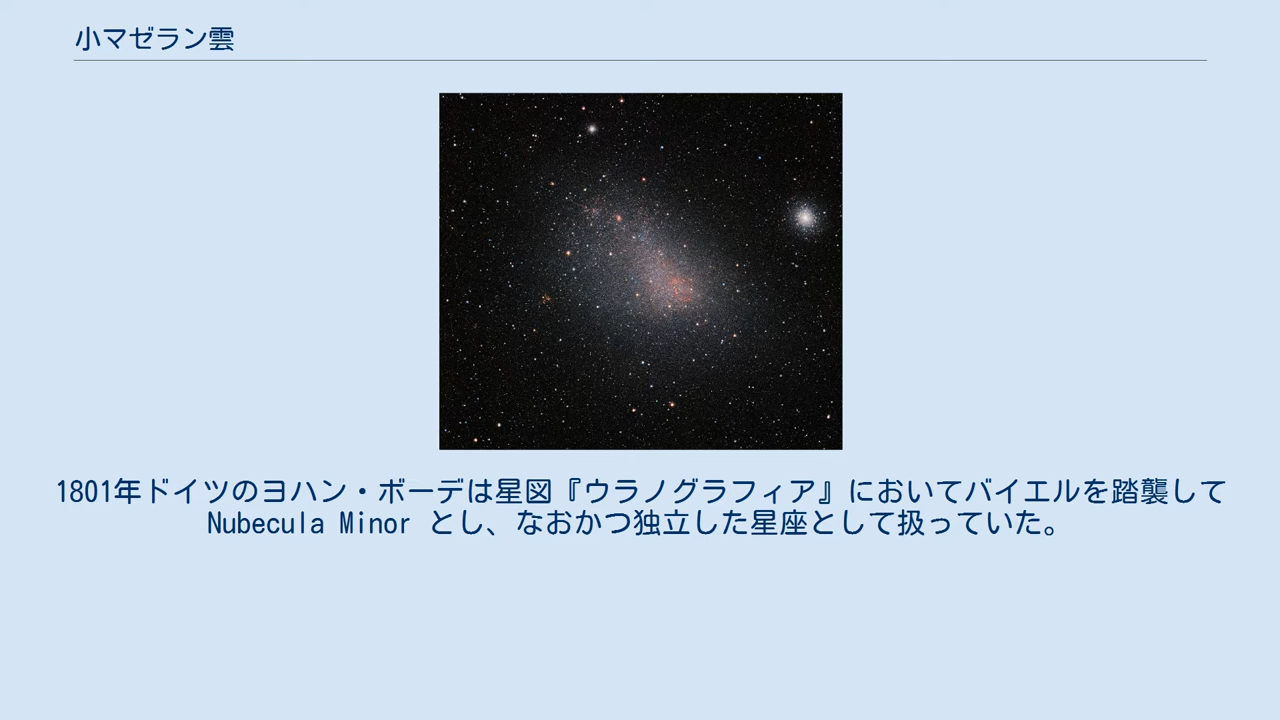 小マゼラン雲
1801年ドイツのヨハン・ボーデは星図『ウラノグラフィア』においてバイエルを踏襲して
Nubecula Minor とし、なおかつ独立した星座として扱っていた。